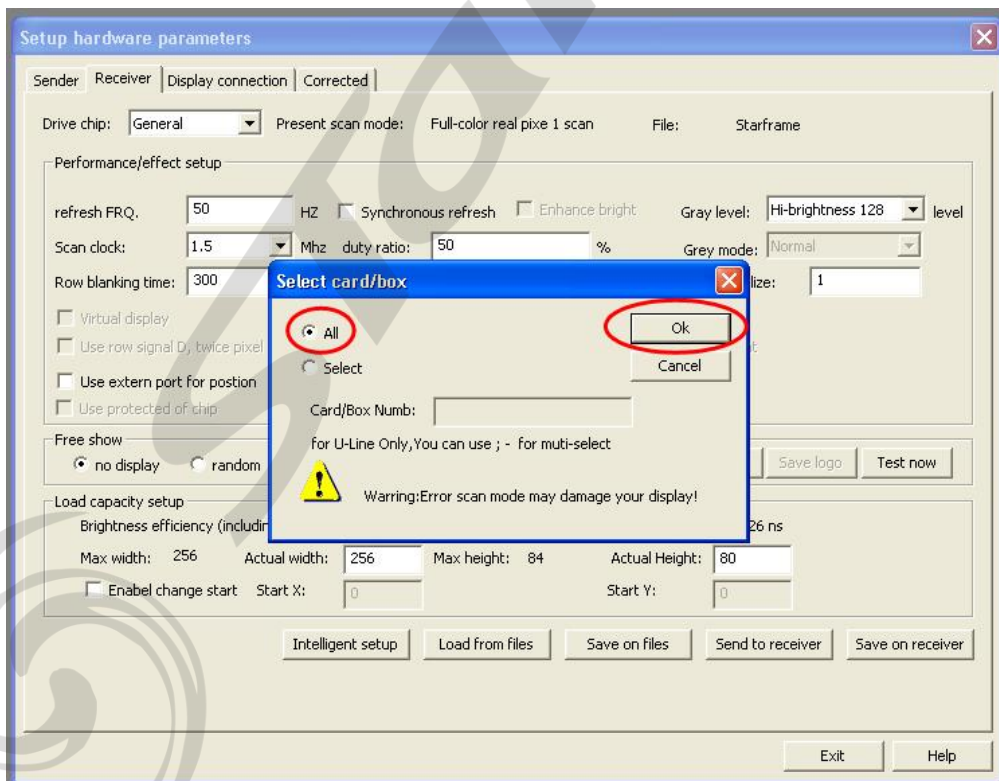 Setup hardware parameters
Sender Receiver Display connection Corrected
Drive chip: General Present scan mode: Full-color real pixe 1 scan File: Starframe
Performance/effect setup
refresh FRQ. 50 HZ Synchronous refresh Enhance bright Gray level: Hi-brightness 128 level
Scan clock: 1.5 Mhz duty ratio: 50 % Grey mode: Normal
Row blanking time: 300 lize: 1
Select card/box
Virtual display
All Ok
Use row signal D, twice pixel
Select Cancel
Use extern port for postion
Use protected of chip
Card/Box Numb:
for U-Line Only,You can use ; - for muti-select
Free show
no display random Save logo Test now
Warring:Error scan mode may damage your display!
Load capacity setup
Brightness efficiency (includin 26 ns
Max width: 256 Actual width: 256 Max height: 84 Actual Height: 80
Enabel change start Start X: 0 Start Y: 0
Intelligent setup Load from files Save on files Send to receiver Save on receiver
Exit Help